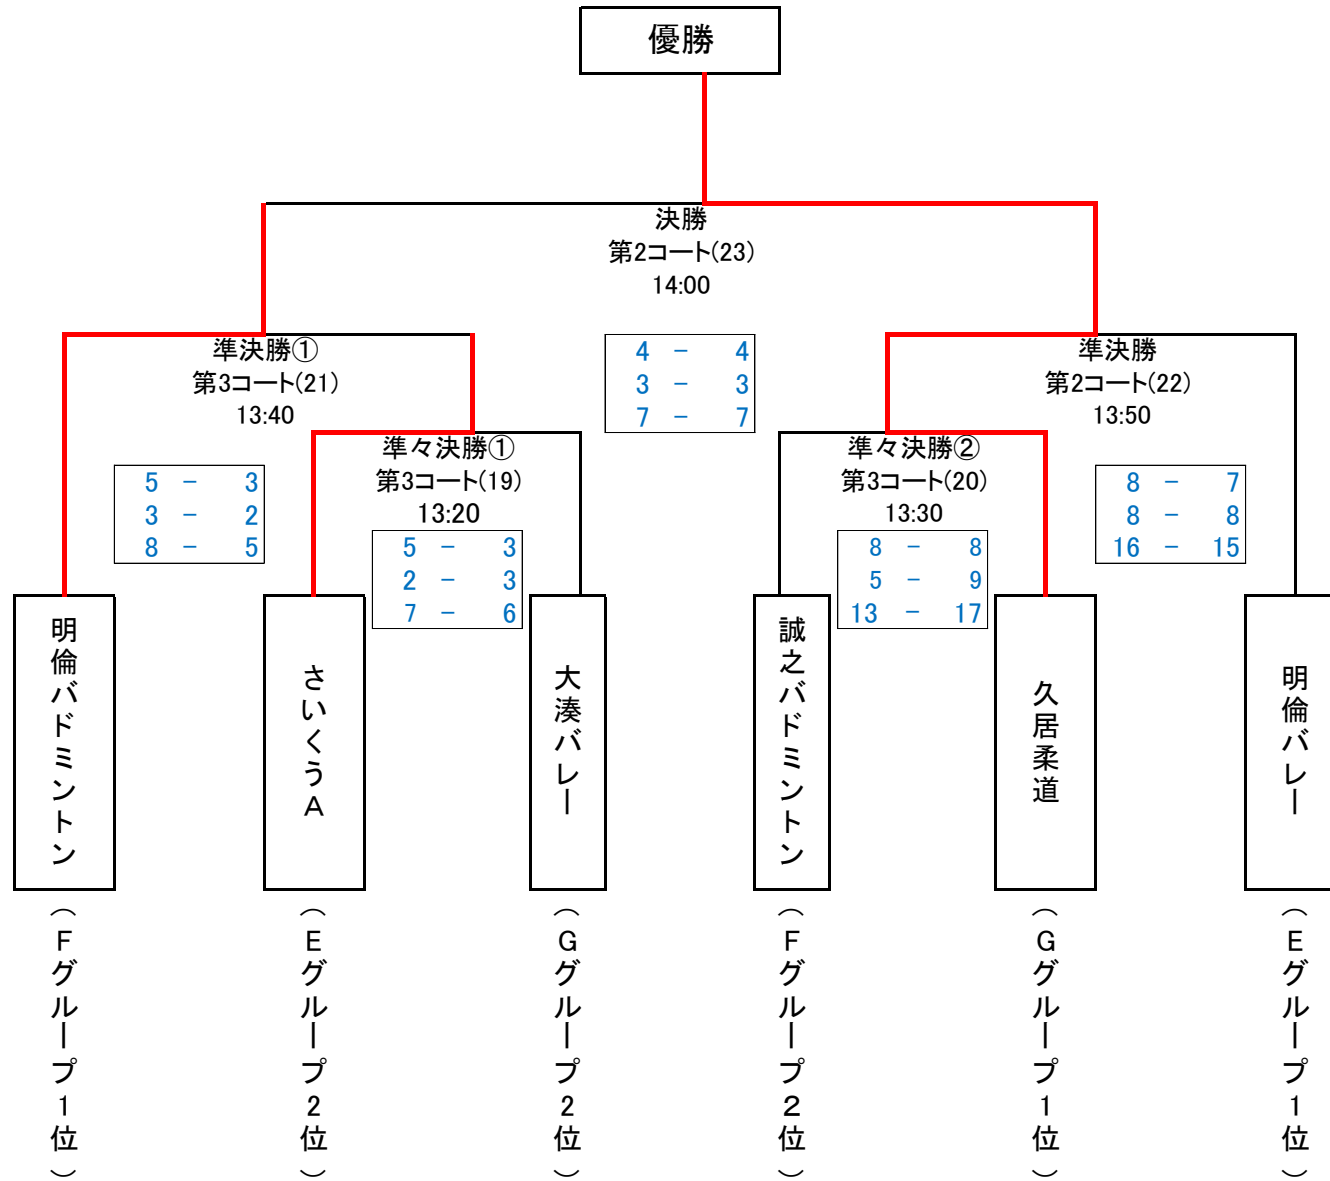 優勝
決勝
第2コート(23)
14:00
4 － 4
3 － 3
7 － 7
準決勝①
第3コート(21)
13:40
5 － 3
3 － 2
8 － 5
準決勝
第2コート(22)
13:50
8 － 7
8 － 8
16 － 15
準々決勝①
第3コート(19)
13:20
5 － 3
2 － 3
7 － 6
準々決勝②
第3コート(20)
13:30
8 － 8
5 － 9
13 － 17
明倫バドミントン
さいくうA
大湊バレー
誠之バドミントン
久居柔道
明倫バレー
（Fグループ1位）
（Eグループ2位）
（Gグループ2位）
（Fグループ2位）
（Gグループ1位）
（Eグループ1位）